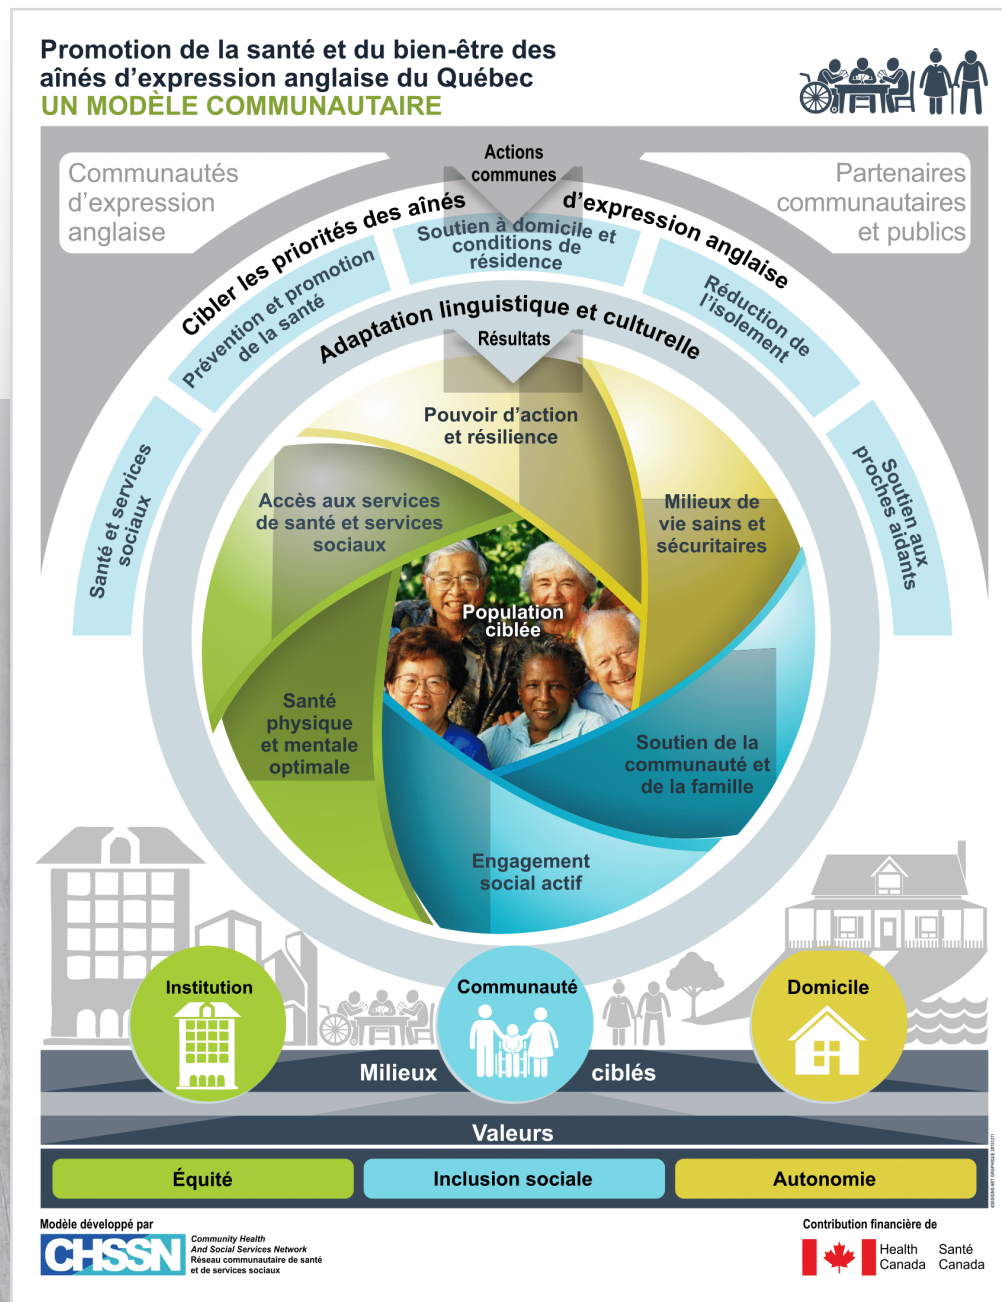 Promotion de la santé et du bien-être des
aînés d'expression anglaise du Québec
UN MODÈLE COMMUNAUTAIRE
Communautés
d'expression
anglaise
Actions
communes
Partenaires
communautaires
et publics
Cibler les priorités des aînés d'expression anglaise
Santé et services
sociaux
Prévention et promotion
de la santé
Soutien à domicile et
conditions de
résidence
Réduction de
l'isolement
Soutien aux
proches aidants
Adaptation linguistique et culturelle
Résultats
Pouvoir d'action
et résilience
Accès aux services
de santé et services
sociaux
Milieux de
vie sains et
sécuritaires
Population
ciblée
Santé
physique
et mentale
optimale
Soutien de la
communauté et
de la famille
Engagement
social actif
Institution
Communauté
Domicile
Milieux ciblés
Valeurs
Équité
Inclusion sociale
Autonomie
Modèle développé par
CHSSN
Community Health
And Social Services Network
Réseau communautaire de santé
et de services sociaux
Contribution financière de
Health Santé
Canada Canada